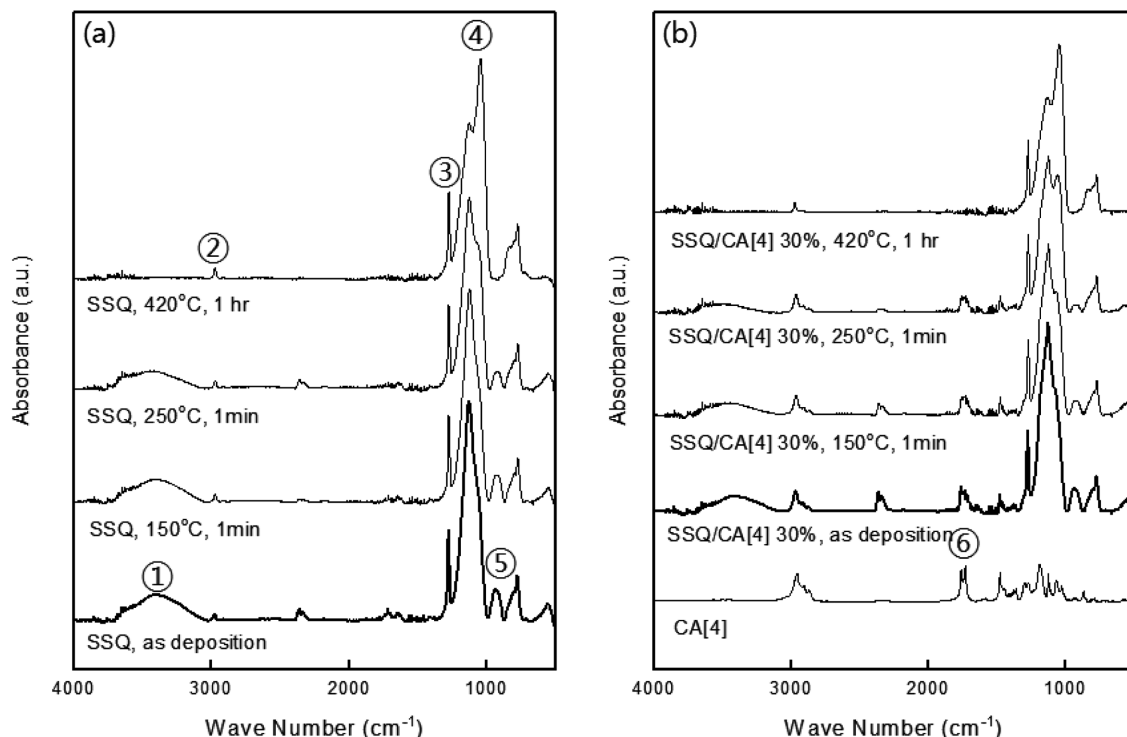 (a)
④
③
②
SSQ, 420°C, 1 hr
SSQ, 250°C, 1min
SSQ, 150°C, 1min
①
⑤
SSQ, as deposition
4000 3000 2000 1000
Wave Number (cm⁻¹)
Absorbance (a.u.)
(b)
SSQ/CA[4] 30%, 420°C, 1 hr
SSQ/CA[4] 30%, 250°C, 1min
SSQ/CA[4] 30%, 150°C, 1min
SSQ/CA[4] 30%, as deposition
⑥
CA[4]
4000 3000 2000 1000
Wave Number (cm⁻¹)
Absorbance (a.u.)